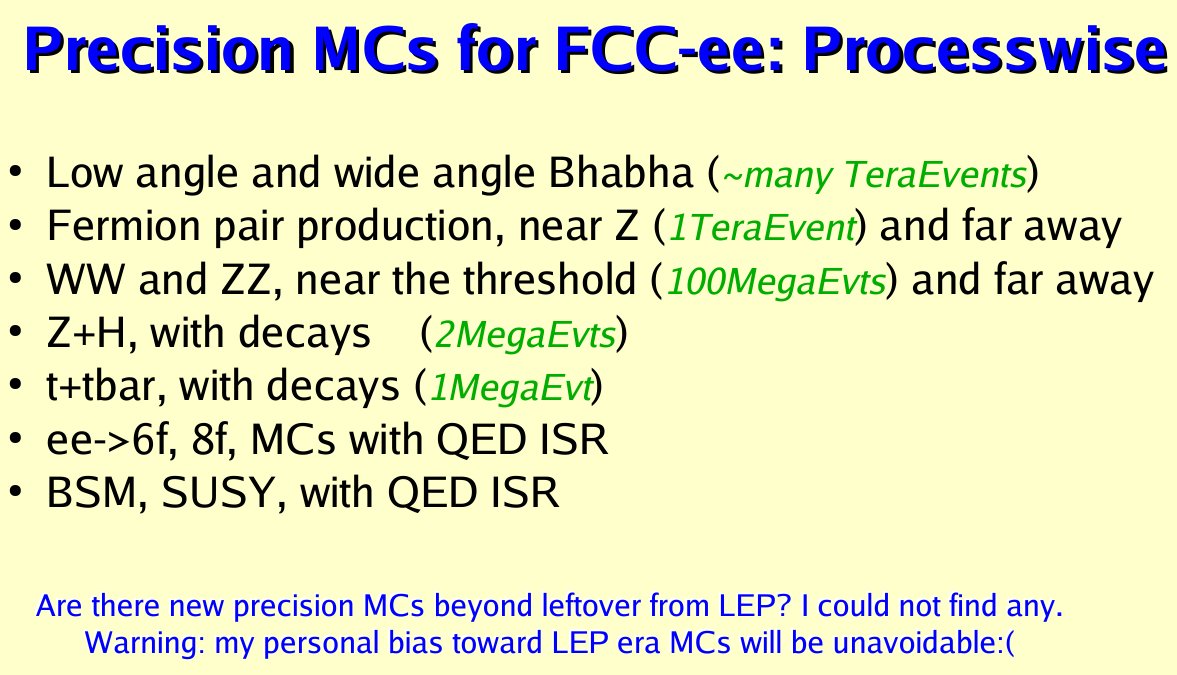 Precision MCs for FCC-ee: Processwise
• Low angle and wide angle Bhabha (~many TeraEvents)
• Fermion pair production, near Z (1TeraEvent) and far away
• WW and ZZ, near the threshold (100MegaEvts) and far away
• Z+H, with decays (2MegaEvts)
• t+tbar, with decays (1MegaEvt)
• ee->6f, 8f, MCs with QED ISR
• BSM, SUSY, with QED ISR
Are there new precision MCs beyond leftover from LEP? I could not find any.
Warning: my personal bias toward LEP era MCs will be unavoidable:(